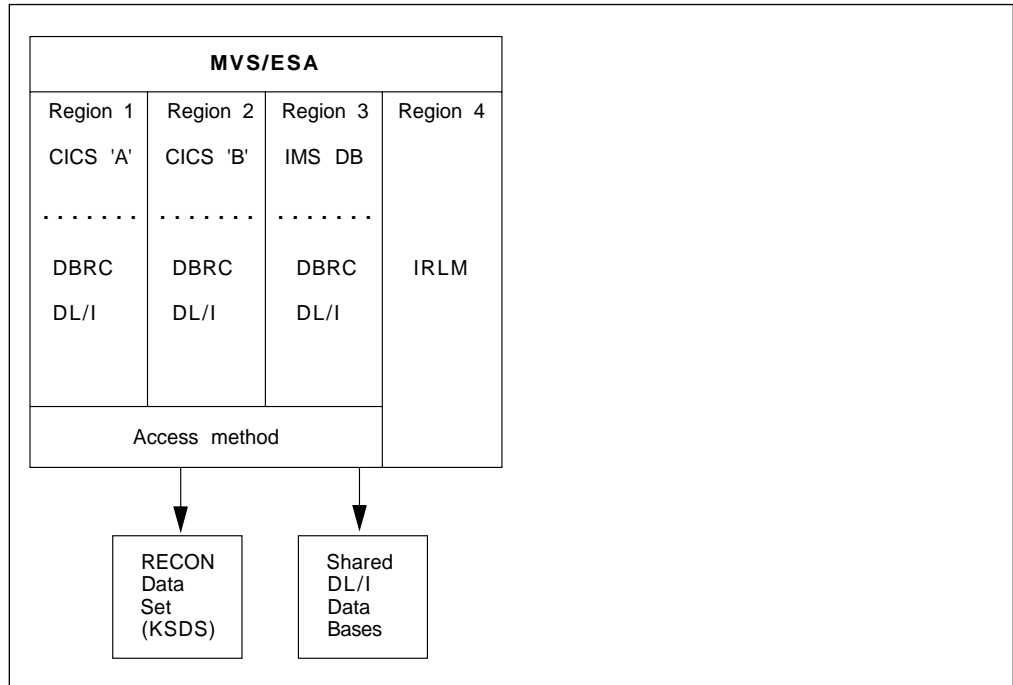 MVS/ESA
Region 1 Region 2 Region 3 Region 4
CICS 'A' CICS 'B' IMS DB
. . . . . . . . . . . . . . . . . . . . .
DBRC DBRC DBRC IRLM
DL/I DL/I DL/I
Access method
RECON
Data
Set
(KSDS)
Shared
DL/I
Data
Bases